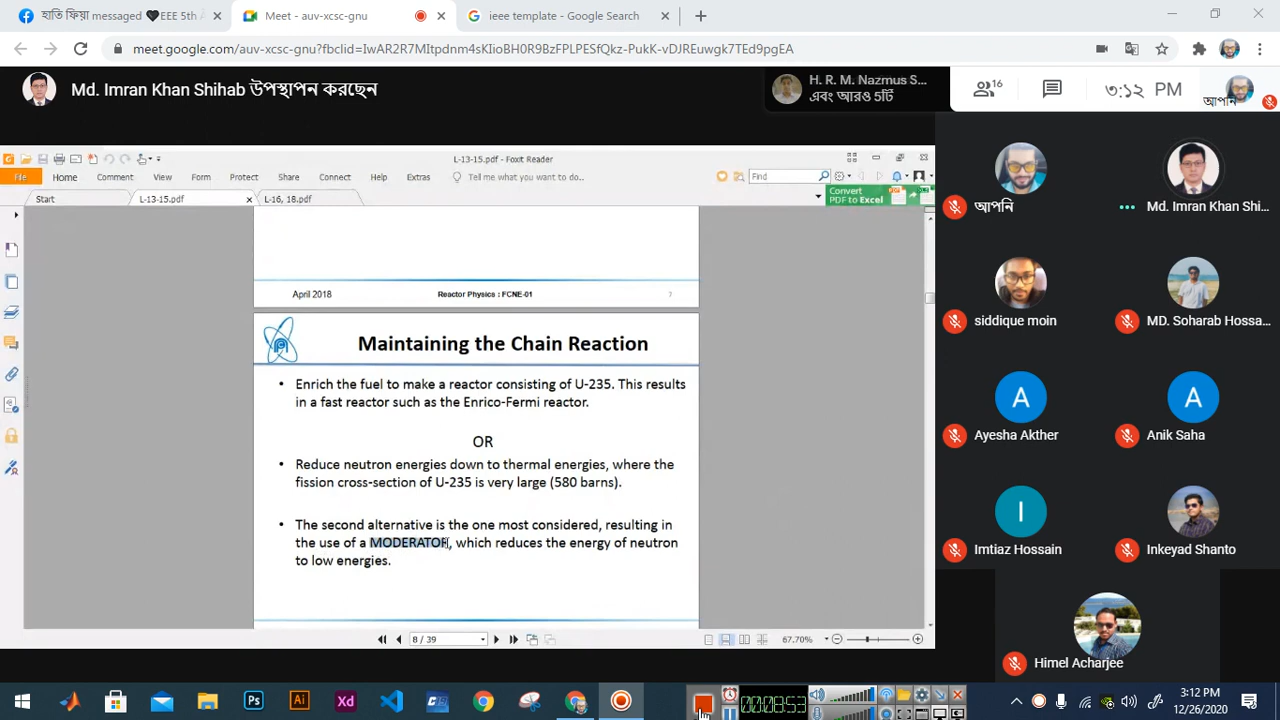 হাতি ফিয়া messaged 🖤EEE 5th A
Meet - auv-xcsc-gnu
ieee template - Google Search
meet.google.com/auv-xcsc-gnu?fbclid=IwAR2R7MItpdnm4sKIioBH0R9BzFPLPESfQkz-PukK-vDJREuwgk7TEd9pgEA
Md. Imran Khan Shihab উপস্থাপন করছেন
H. R. M. Nazmus S...
এবং আরও 5টি
16
৩:১২ PM
আপনি
L-13-15.pdf - Foxit Reader
File
Home
Comment
View
Form
Protect
Share
Connect
Help
Extras
Tell me what you want to do..
Find
Start
L-13-15.pdf
L-16, 18.pdf
Convert
PDF to Excel
April 2018
Reactor Physics : FCNE-01
7
Maintaining the Chain Reaction
• Enrich the fuel to make a reactor consisting of U-235. This results
in a fast reactor such as the Enrico-Fermi reactor.
OR
• Reduce neutron energies down to thermal energies, where the
fission cross-section of U-235 is very large (580 barns).
• The second alternative is the one most considered, resulting in
the use of a MODERATOR, which reduces the energy of neutron
to low energies.
8 / 39
67.70%
আপনি
Md. Imran Khan Shi...
siddique moin
MD. Soharab Hossa...
A
Ayesha Akther
A
Anik Saha
I
Imtiaz Hossain
Inkeyad Shanto
Himel Acharjee
Ps
Ai
Xd
00:08:53
3:12 PM
12/26/2020